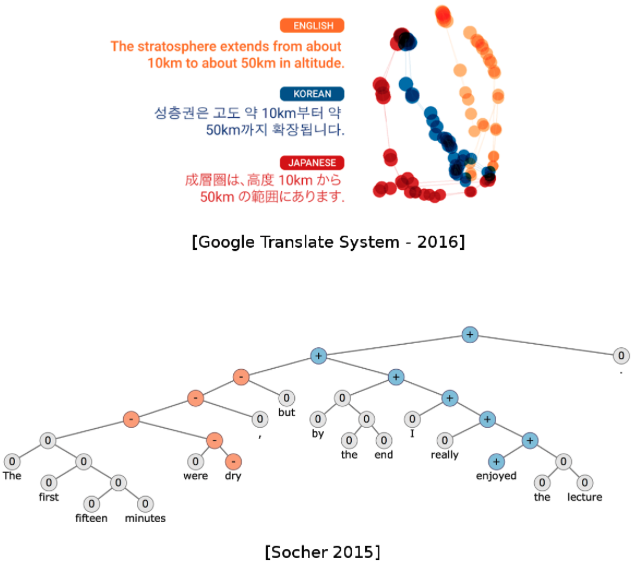 ENGLISH
The stratosphere extends from about
10km to about 50km in altitude.
KOREAN
성층권은 고도 약 10km부터 약
50km까지 확장됩니다.
JAPANESE
成層圏は、高度 10km から
50km の範囲にあります。
[Google Translate System - 2016]
+
+ 0
- + .
- 0 0 +
but
- 0 0 0 0 +
, by I
0 - 0 0 0 +
the end really
0 0 0 - + 0
The were dry enjoyed
0 0 0 0
first the lecture
0 0
fifteen minutes
[Socher 2015]